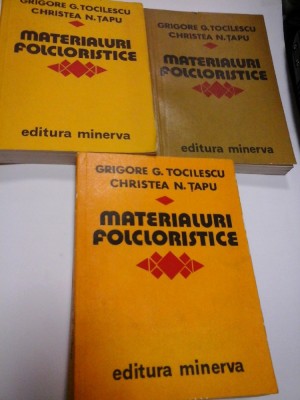 GRIGORE G. TOCILESCU
CHRISTEA N. ȚAPU
MATERIALURI
FOLCLORISTICE
editura minerva
GRIGORE G. TOCILESCU
CHRISTEA N. ȚAPU
MATERIALURI
FOLCLORISTICE
editura minerva
GRIGORE G. TOCILESCU
CHRISTEA N. ȚAPU
MATERIALURI
FOLCLORISTICE
editura minerva